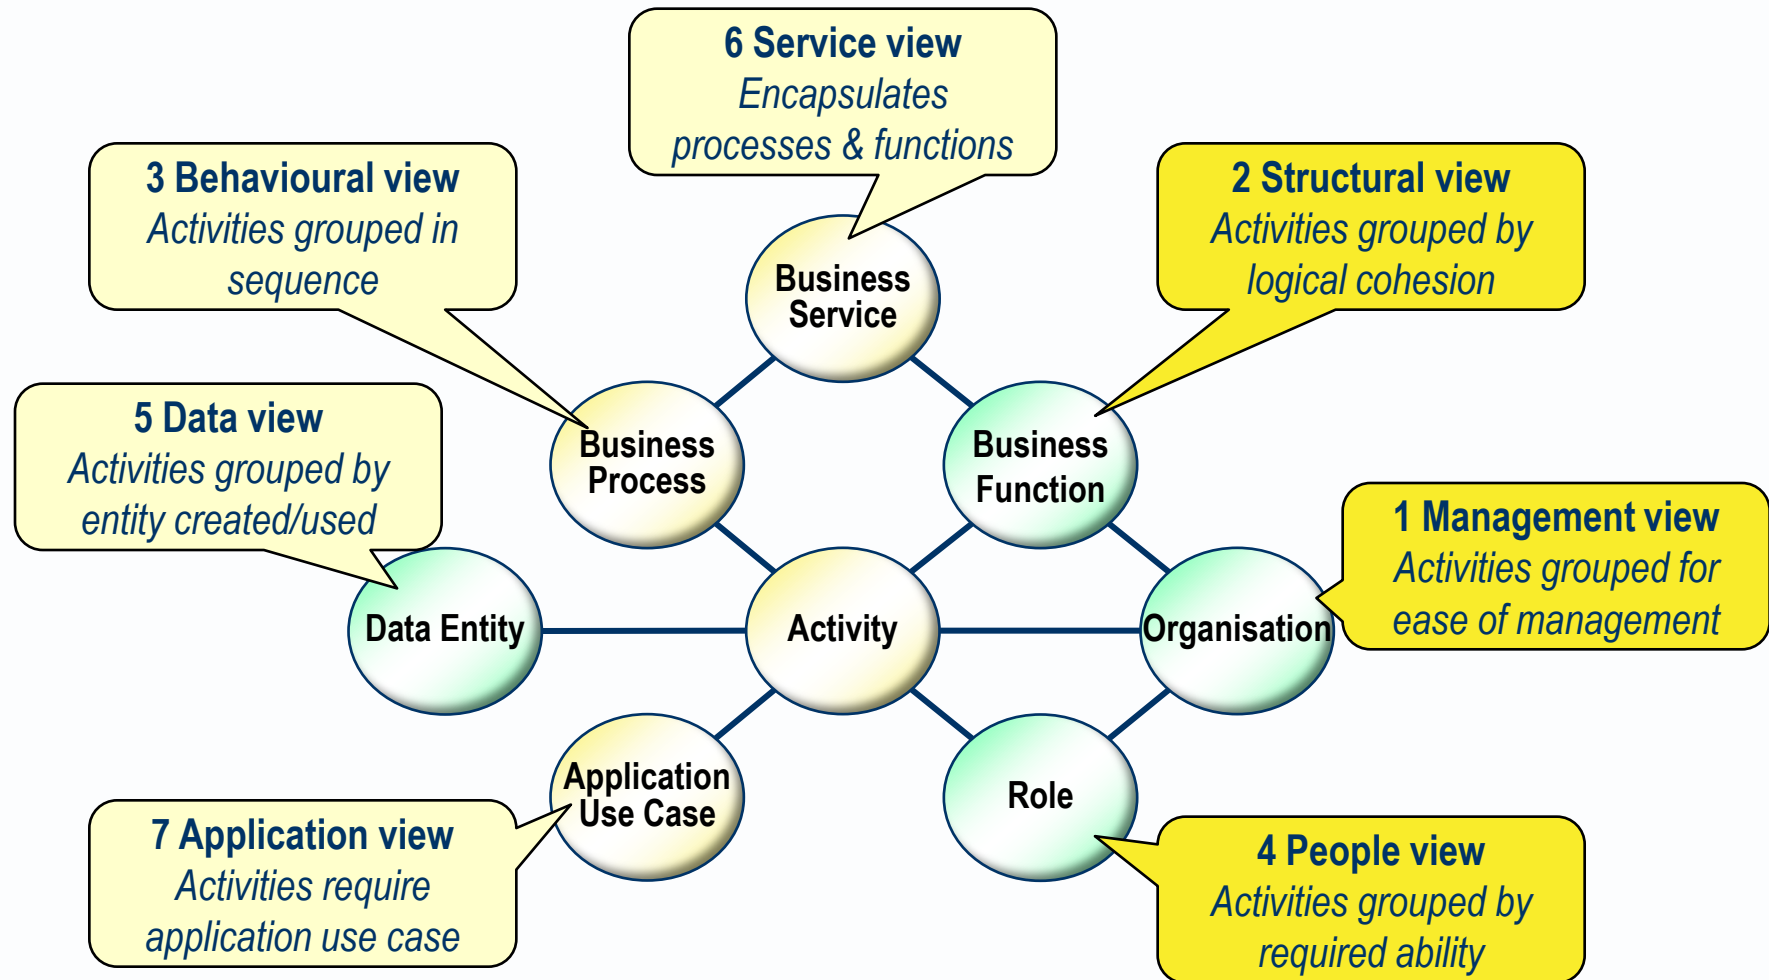 6 Service view
Encapsulates
processes & functions
3 Behavioural view
Activities grouped in
sequence
2 Structural view
Activities grouped by
logical cohesion
Business
Service
5 Data view
Activities grouped by
entity created/used
Business
Process
Business
Function
1 Management view
Activities grouped for
ease of management
Data Entity
Activity
Organisation
Application
Use Case
Role
7 Application view
Activities require
application use case
4 People view
Activities grouped by
required ability